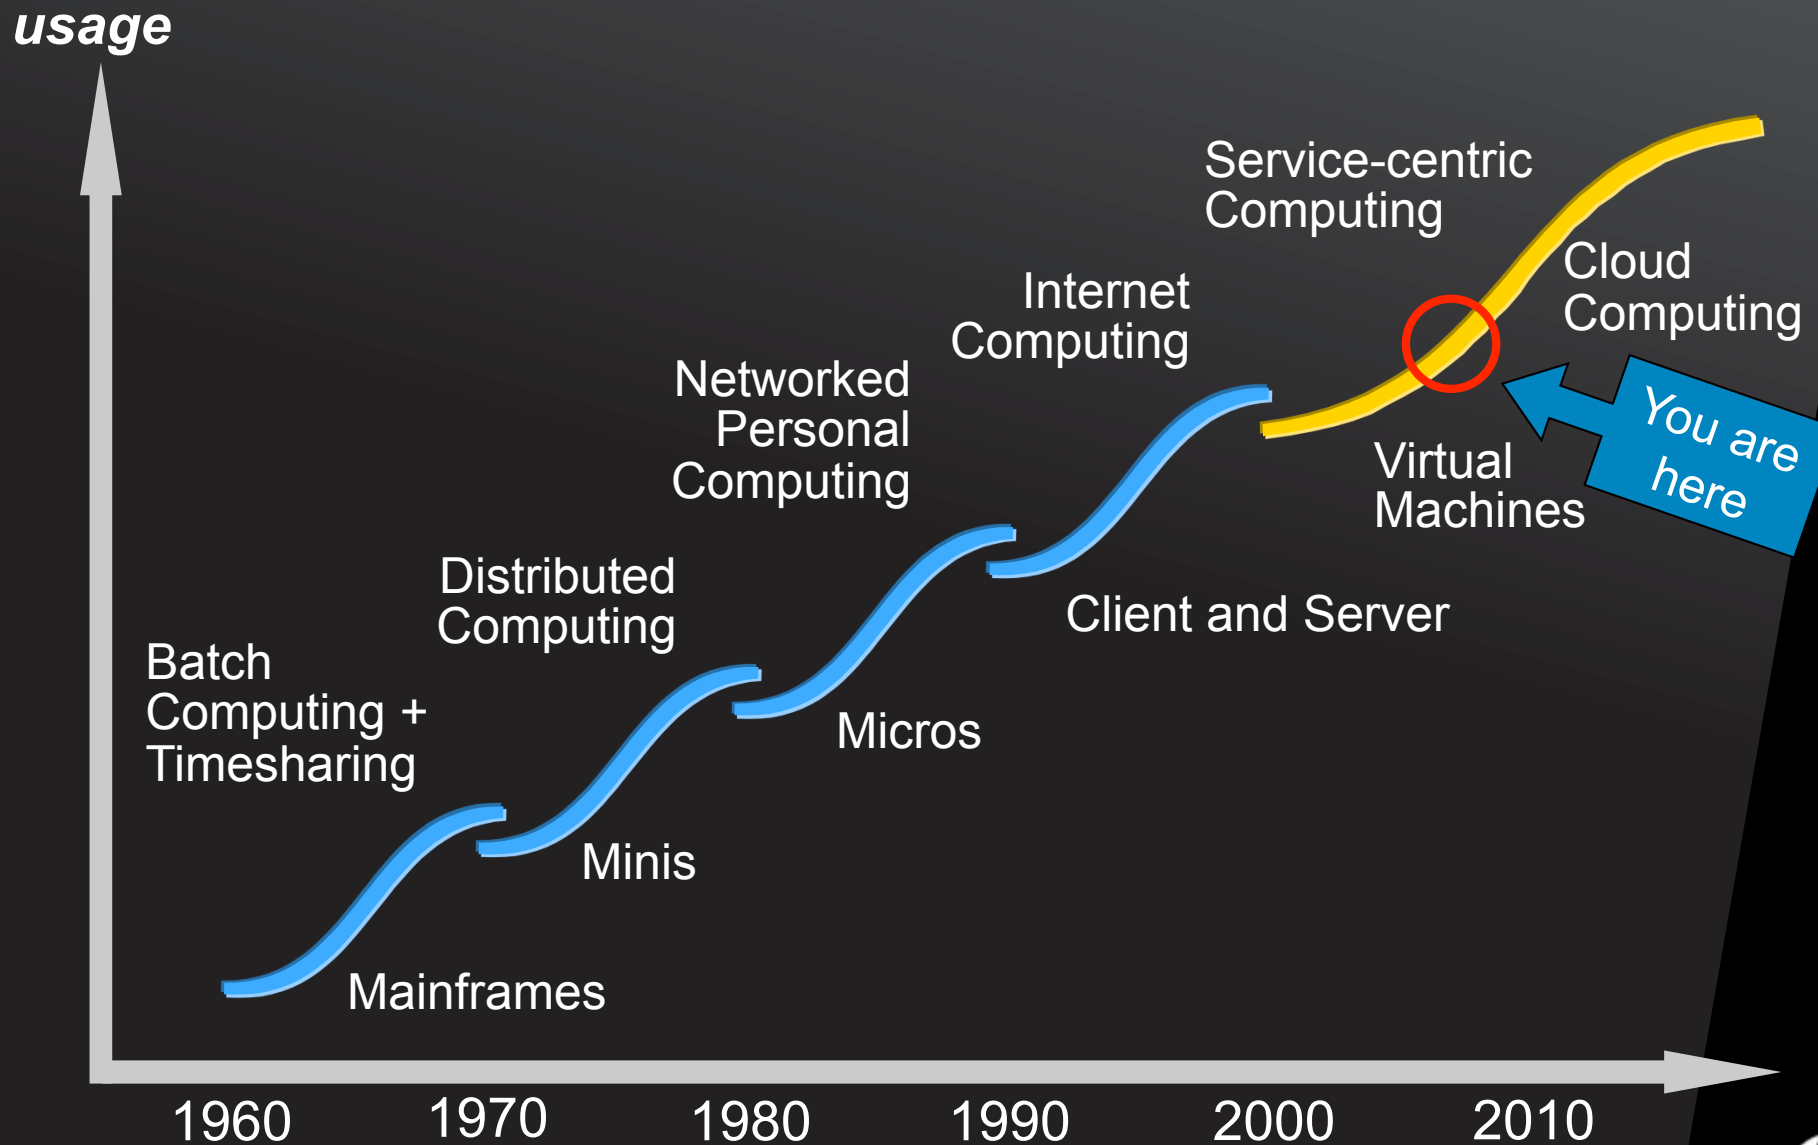 usage
Service-centric
Computing
Cloud
Computing
Internet
Computing
Networked
Personal
Computing
You are
here
Virtual
Machines
Distributed
Computing
Client and Server
Batch
Computing +
Timesharing
Micros
Minis
Mainframes
1960
1970
1980
1990
2000
2010